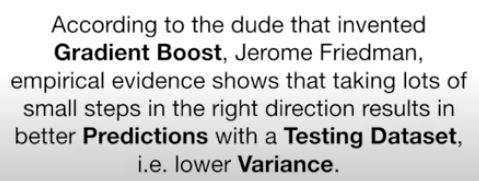 According to the dude that invented
Gradient Boost, Jerome Friedman,
empirical evidence shows that taking lots of
small steps in the right direction results in
better Predictions with a Testing Dataset,
i.e. lower Variance.